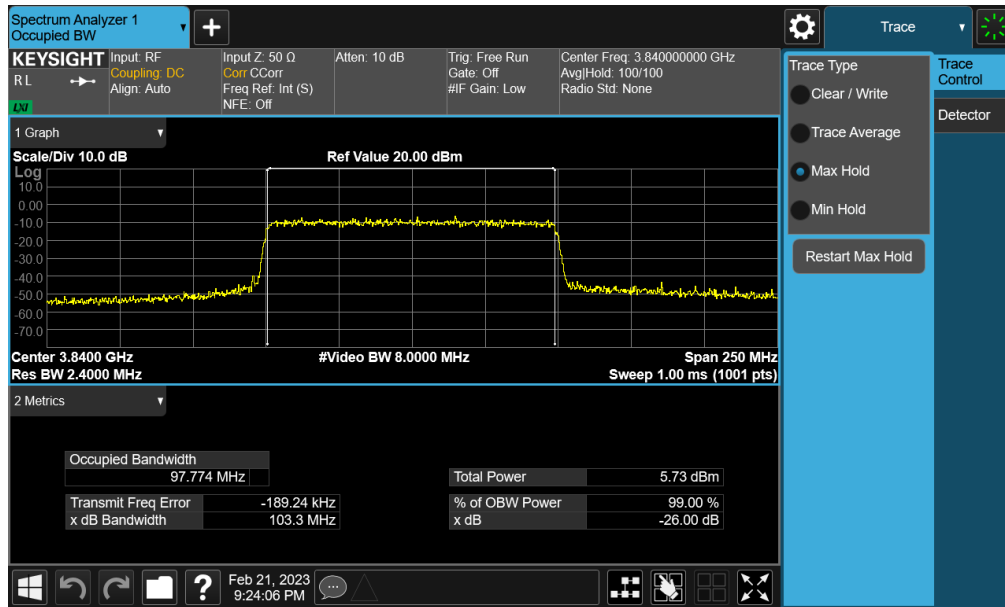 Spectrum Analyzer 1
Occupied BW
+
Trace
KEYSIGHT
R L
LXI
Input: RF
Coupling: DC
Align: Auto
Input Z: 50 Ω
Corr CCorr
Freq Ref: Int (S)
NFE: Off
Atten: 10 dB
Trig: Free Run
Gate: Off
#IF Gain: Low
Center Freq: 3.840000000 GHz
Avg|Hold: 100/100
Radio Std: None
Trace Type
Clear / Write
Trace Average
Max Hold
Min Hold
Restart Max Hold
Trace
Control
Detector
1 Graph
Scale/Div 10.0 dB
Ref Value 20.00 dBm
Log
10.0
0.00
-10.0
-20.0
-30.0
-40.0
-50.0
-60.0
-70.0
Center 3.8400 GHz
#Video BW 8.0000 MHz
Span 250 MHz
Res BW 2.4000 MHz
Sweep 1.00 ms (1001 pts)
2 Metrics
Occupied Bandwidth
97.774 MHz
Total Power 5.73 dBm
Transmit Freq Error -189.24 kHz
% of OBW Power 99.00 %
x dB Bandwidth 103.3 MHz
x dB -26.00 dB
?
Feb 21, 2023
9:24:06 PM